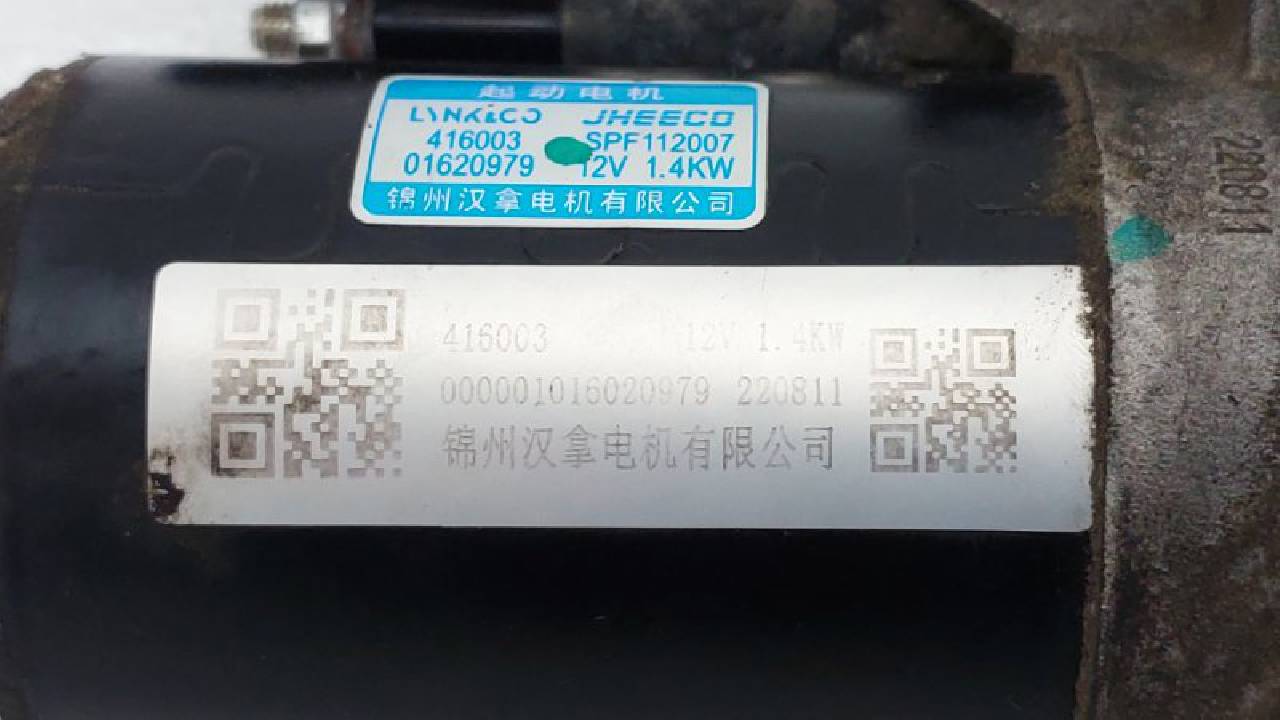 起动电机
LYNK&CO JHEECO
416003 SPF112007
01620979 12V 1.4KW
锦州汉拿电机有限公司
416003 12V 1.4KW
000001016020979 220811
锦州汉拿电机有限公司
220811